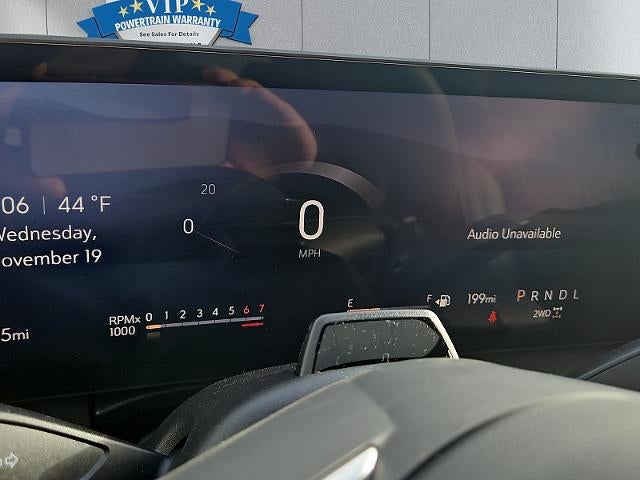 VIP
POWERTRAIN WARRANTY
See Sales For Details
06 | 44 °F
Wednesday,
ovember 19
20
0
0
MPH
Audio Unavailable
5mi
RPMx
1000
0 1 2 3 4 5 6 7
E
F
199mi
P R N D L
2WD